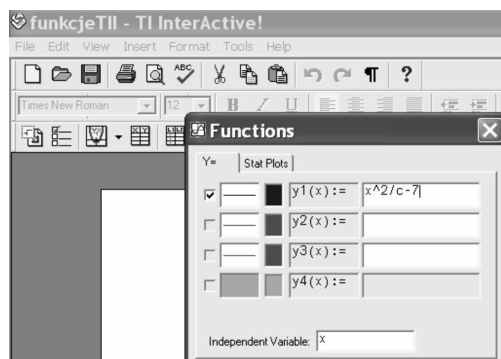 funkcjeTII - TI InterActive!
File Edit View Insert Format Tools Help
ABC ¶ ?
Times New Roman 12 B I U
Functions
Y= Stat Plots
y1(x):= x^2/c-7
y2(x):=
y3(x):=
y4(x):=
Independent Variable: x